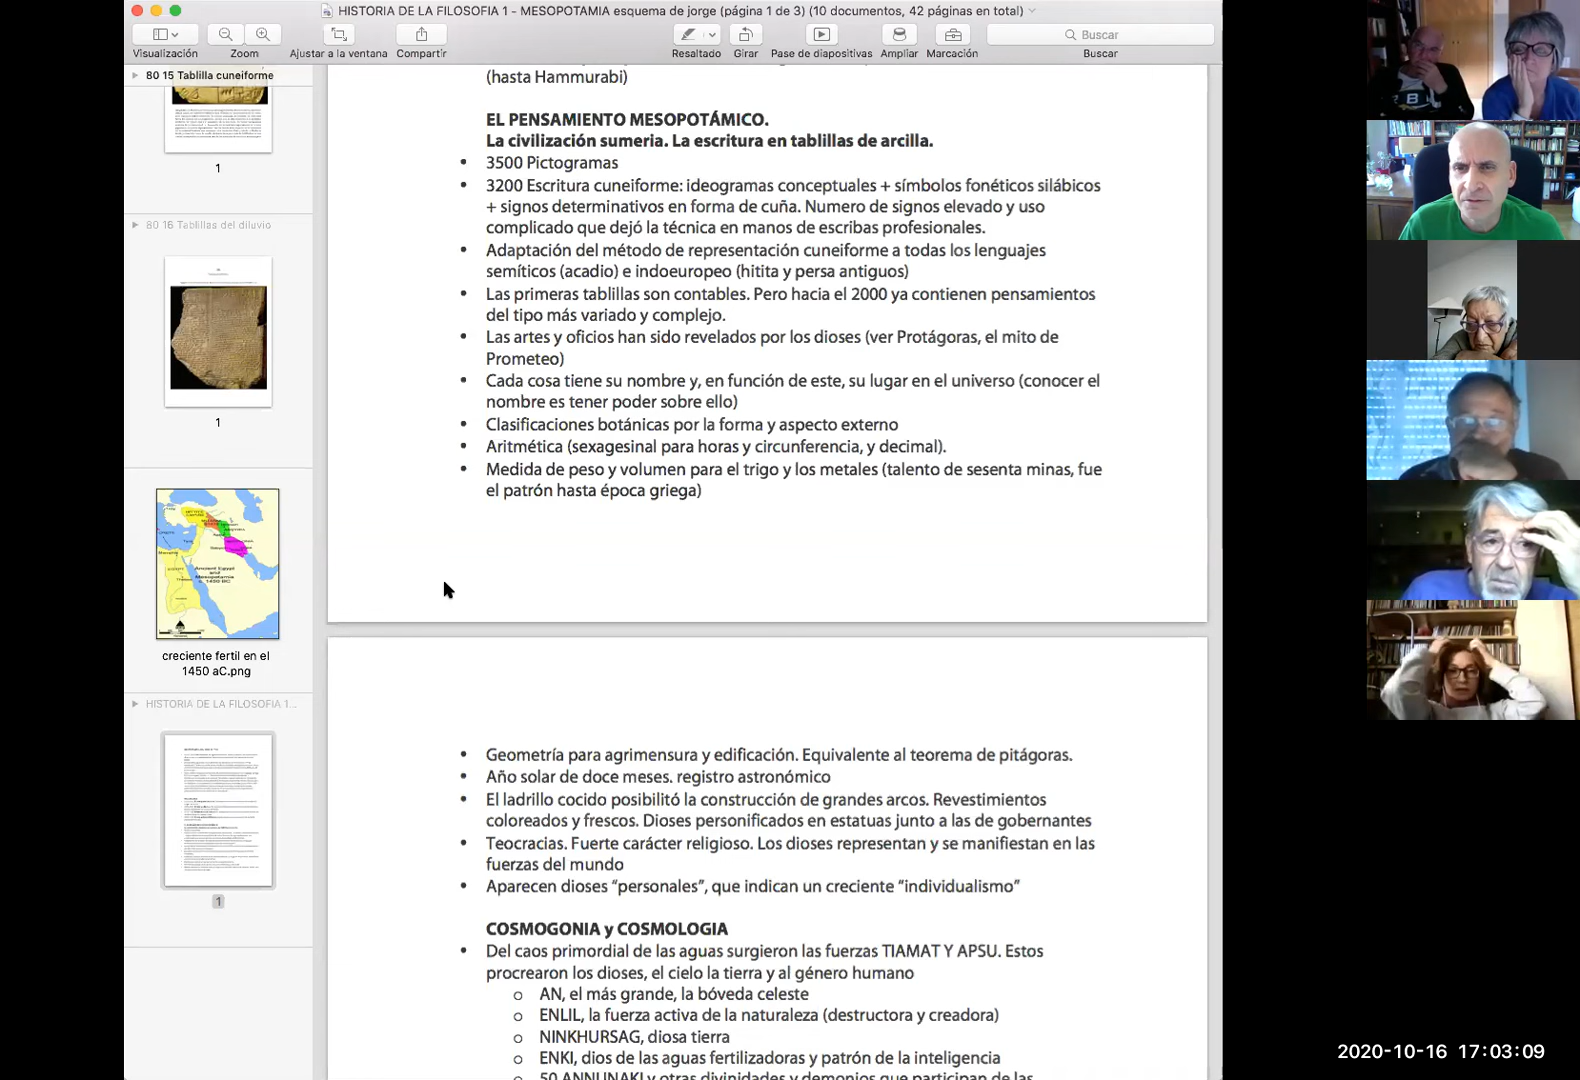 HISTORIA DE LA FILOSOFIA 1 - MESOPOTAMIA esquema de jorge (página 1 de 3) (10 documentos, 42 páginas en total)
Visualización
Zoom
Ajustar a la ventana
Compartir
Resaltado
Girar
Pase de diapositivas
Ampliar
Marcación
Buscar
Buscar
80 15 Tablilla cuneiforme
1
80 16 Tablillas del diluvio
1
creciente fertil en el
1450 aC.png
HISTORIA DE LA FILOSOFIA 1...
1
(hasta Hammurabi)
EL PENSAMIENTO MESOPOTÁMICO.
La civilización sumeria. La escritura en tablillas de arcilla.
• 3500 Pictogramas
• 3200 Escritura cuneiforme: ideogramas conceptuales + símbolos fonéticos silábicos
+ signos determinativos en forma de cuña. Numero de signos elevado y uso
complicado que dejó la técnica en manos de escribas profesionales.
• Adaptación del método de representación cuneiforme a todas los lenguajes
semíticos (acadio) e indoeuropeo (hitita y persa antiguos)
• Las primeras tablillas son contables. Pero hacia el 2000 ya contienen pensamientos
del tipo más variado y complejo.
• Las artes y oficios han sido revelados por los dioses (ver Protágoras, el mito de
Prometeo)
• Cada cosa tiene su nombre y, en función de este, su lugar en el universo (conocer el
nombre es tener poder sobre ello)
• Clasificaciones botánicas por la forma y aspecto externo
• Aritmética (sexagesinal para horas y circunferencia, y decimal).
• Medida de peso y volumen para el trigo y los metales (talento de sesenta minas, fue
el patrón hasta época griega)
• Geometría para agrimensura y edificación. Equivalente al teorema de pitágoras.
• Año solar de doce meses. registro astronómico
• El ladrillo cocido posibilitó la construcción de grandes arcos. Revestimientos
coloreados y frescos. Dioses personificados en estatuas junto a las de gobernantes
• Teocracias. Fuerte carácter religioso. Los dioses representan y se manifiestan en las
fuerzas del mundo
• Aparecen dioses “personales”, que indican un creciente “individualismo”
COSMOGONIA y COSMOLOGIA
• Del caos primordial de las aguas surgieron las fuerzas TIAMAT Y APSU. Estos
procrearon los dioses, el cielo la tierra y al género humano
o AN, el más grande, la bóveda celeste
o ENLIL, la fuerza activa de la naturaleza (destructora y creadora)
o NINKHURSAG, diosa tierra
o ENKI, dios de las aguas fertilizadoras y patrón de la inteligencia
o 50 ANNUNAKI y otras divinidades y demonios que participan de las
2020-10-16 17:03:09